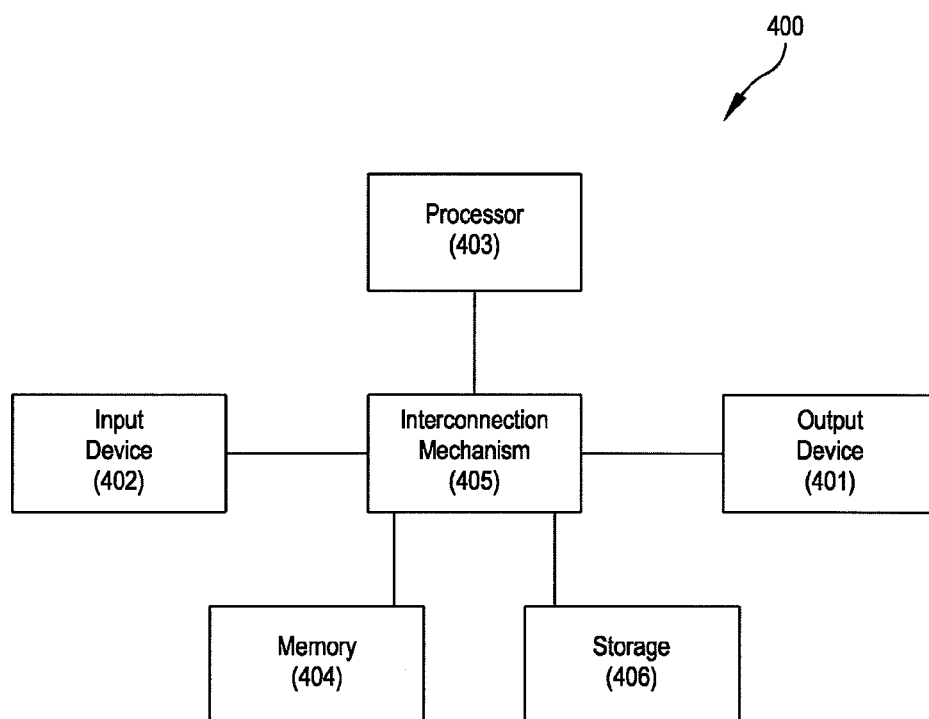 400
Processor
(403)
Input
Device
(402)
Interconnection
Mechanism
(405)
Output
Device
(401)
Memory
(404)
Storage
(406)